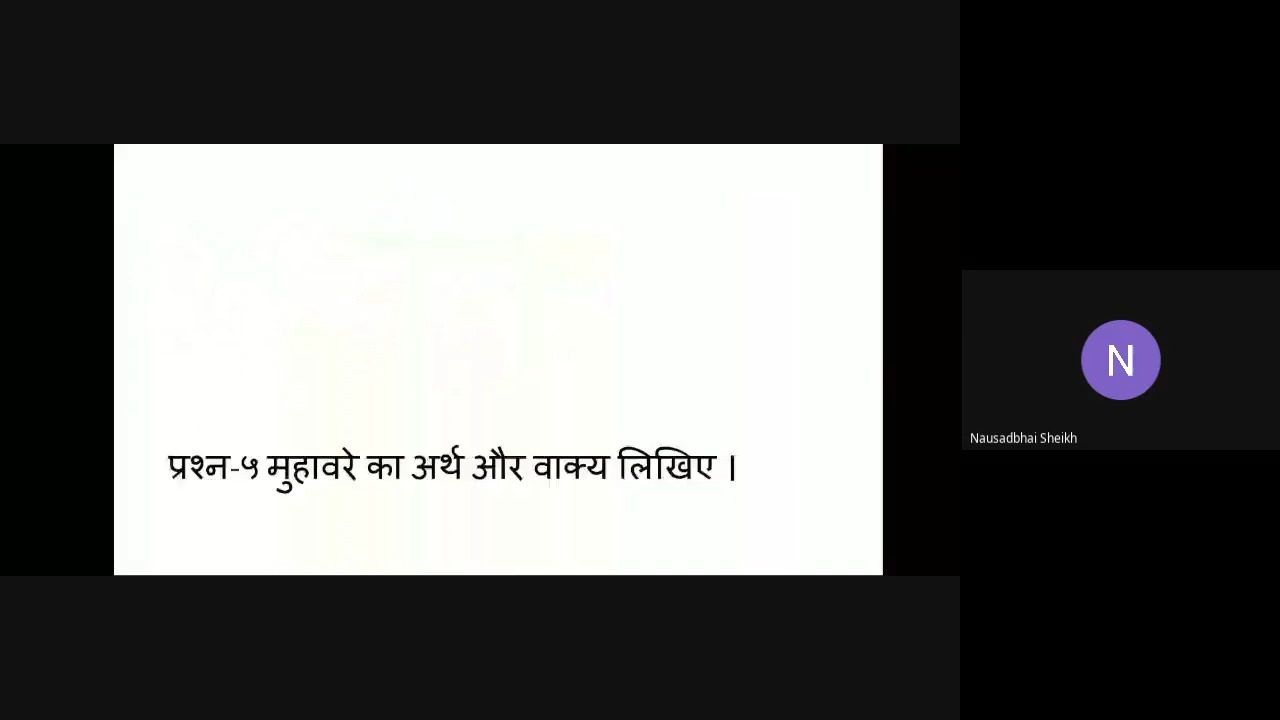 प्रश्न-५ मुहावरे का अर्थ और वाक्य लिखिए ।
N
Nausadbhai Sheikh